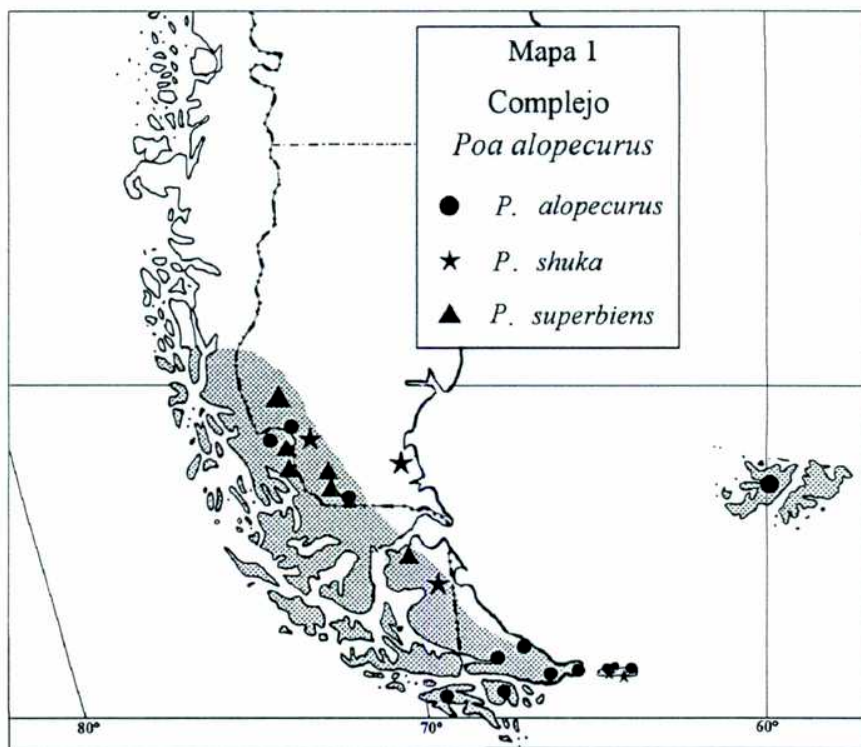 Mapa 1
Complejo
Poa alopecurus
P. alopecurus
P. shuka
P. superbiens
80° 70° 60°